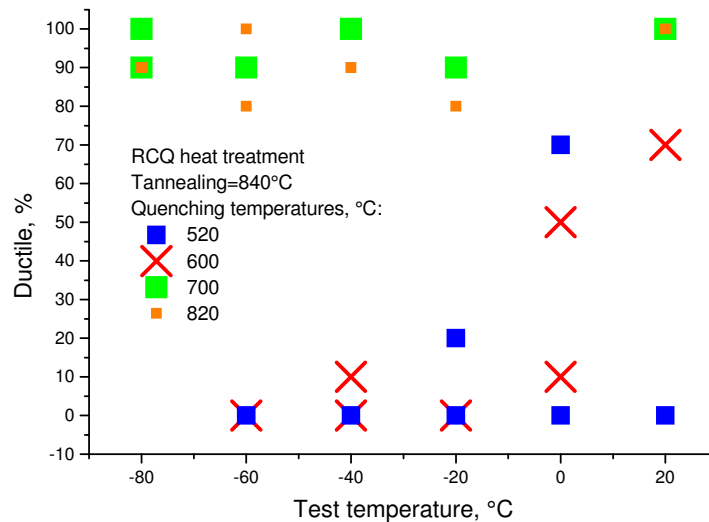 100
90
80
70
60
50
40
30
20
10
0
-10
Ductile, %
RCQ heat treatment
Tannealing=840°C
Quenching temperatures, °C:
520
600
700
820
-80 -60 -40 -20 0 20
Test temperature, °C